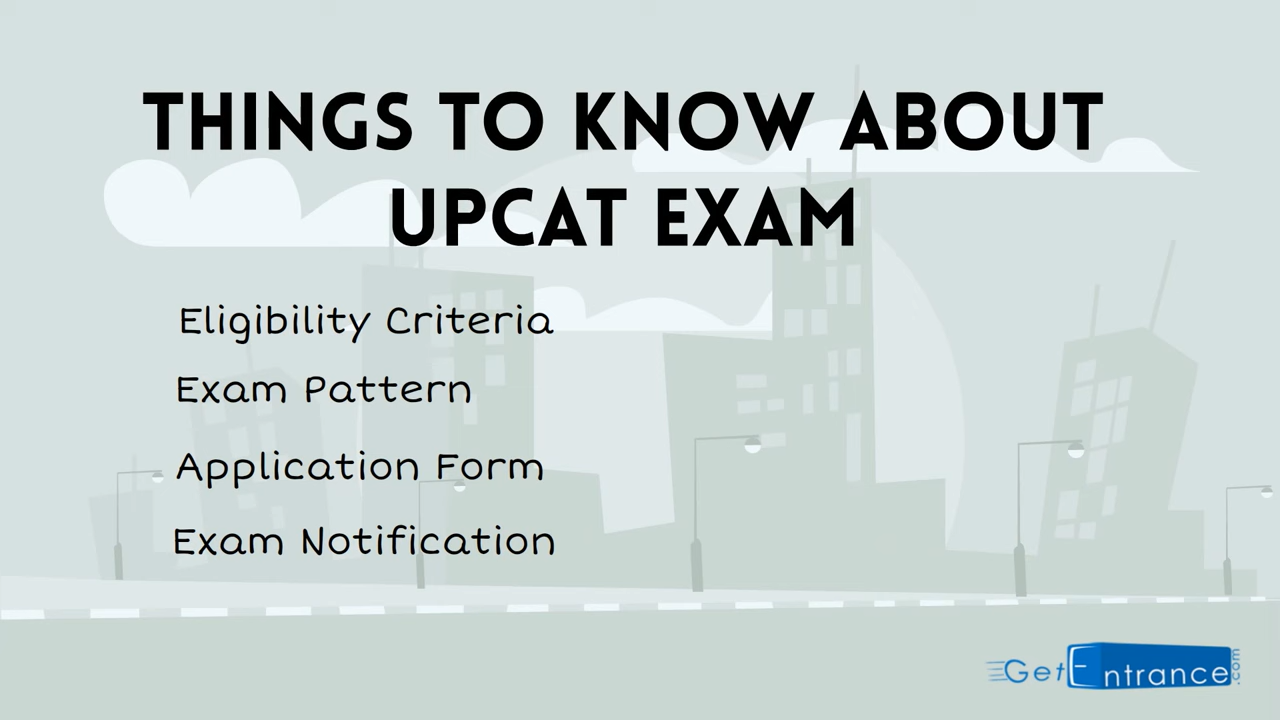 THINGS TO KNOW ABOUT
UPCAT EXAM
Eligibility Criteria
Exam Pattern
Application Form
Exam Notification
GetEntrance.com